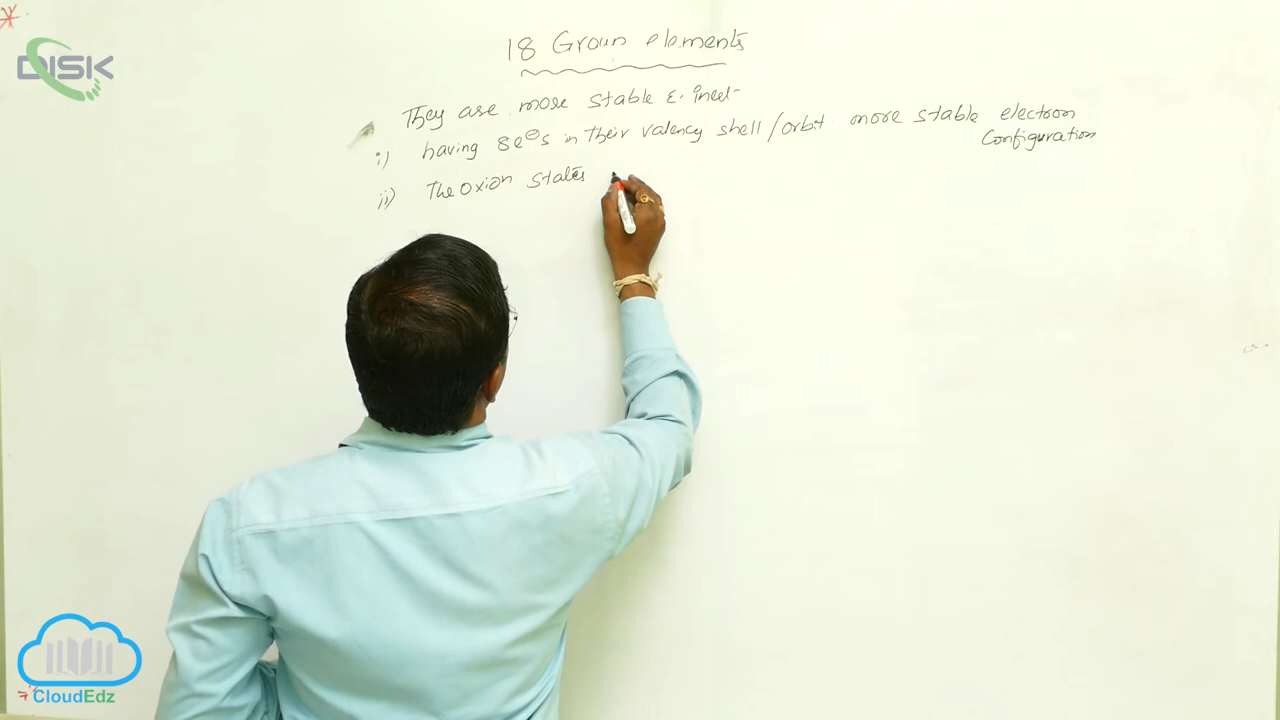 DISK
18 Group elements
They are more stable & inert
i) having 8e⊖s in their valency shell/orbit more stable electron
configuration
ii) The oxian states
CloudEdz